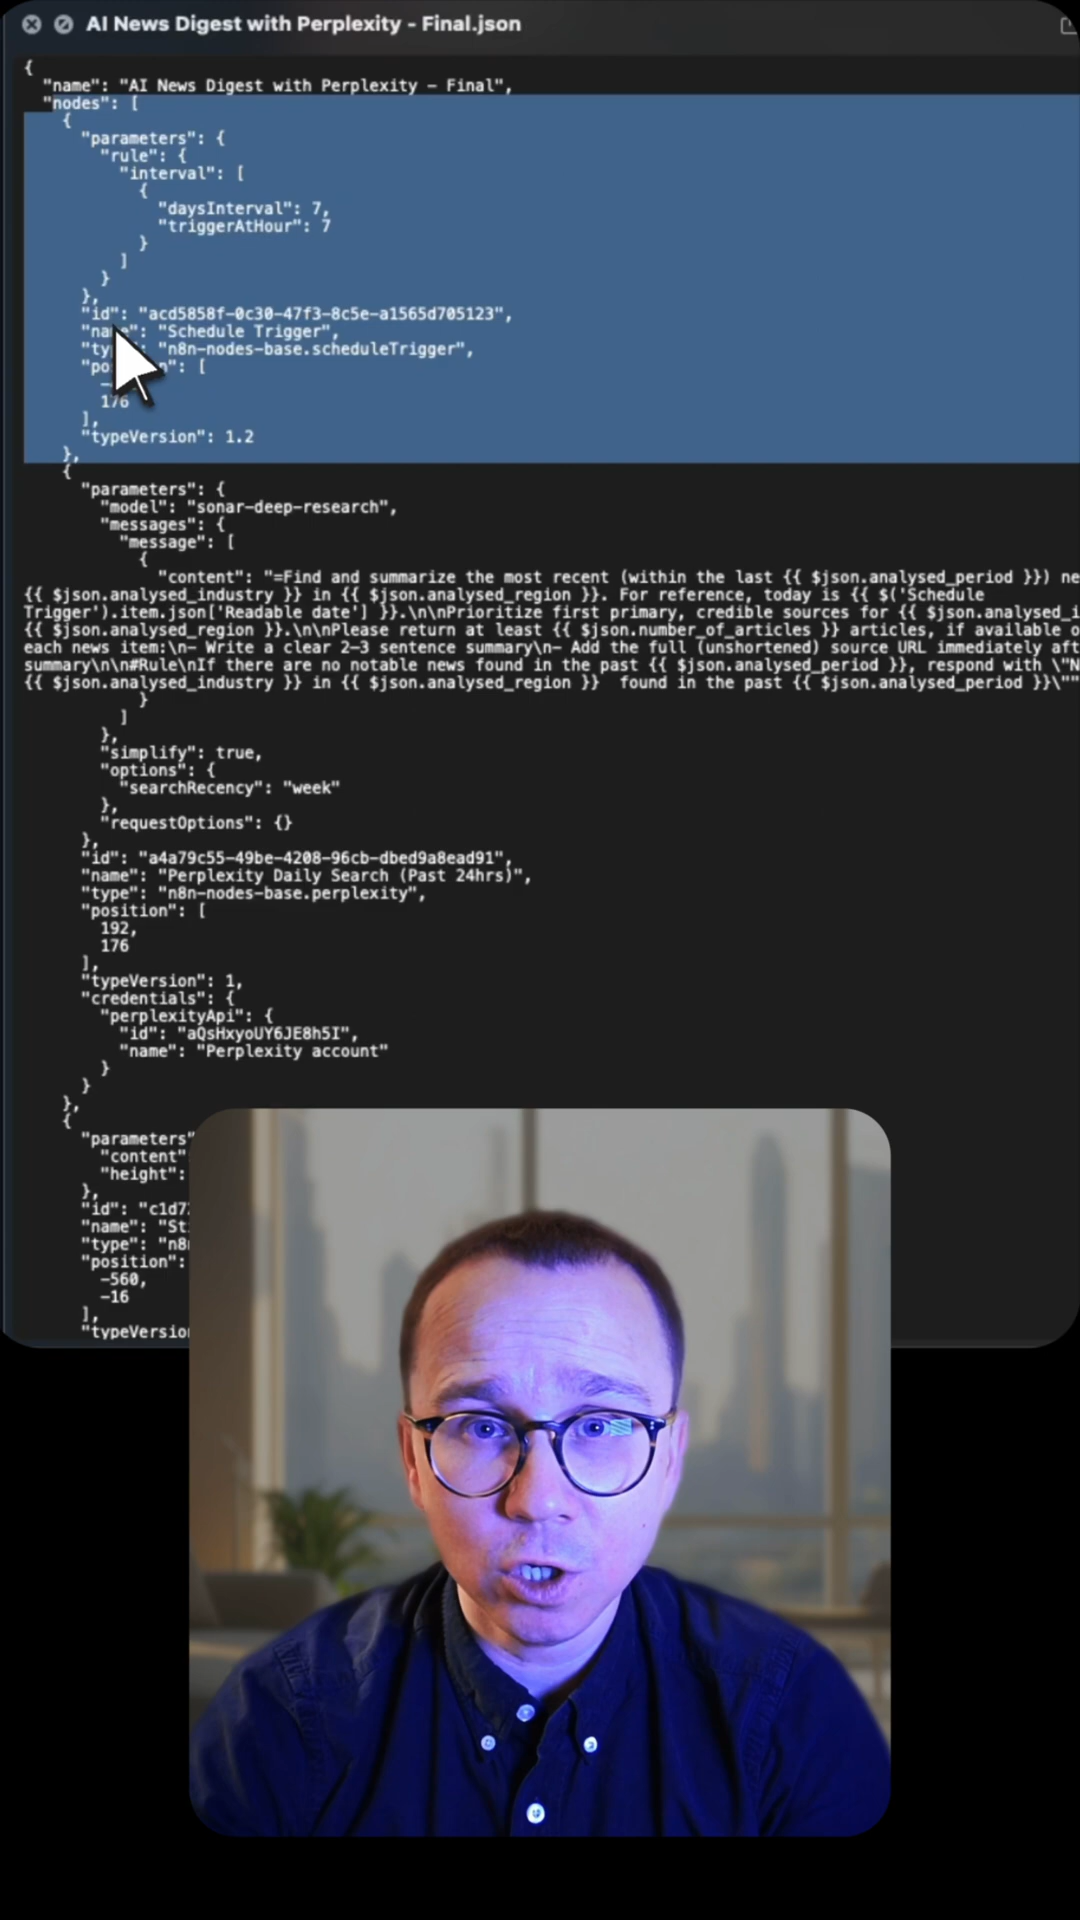 AI News Digest with Perplexity - Final.json
{
"name": "AI News Digest with Perplexity – Final",
"nodes": [
{
"parameters": {
"rule": {
"interval": [
{
"daysInterval": 7,
"triggerAtHour": 7
}
]
}
},
"id": "acd5858f-0c30-47f3-8c5e-a1565d705123",
"name": "Schedule Trigger",
"type": "n8n-nodes-base.scheduleTrigger",
": [
176
],
"typeVersion": 1.2
},
{
"parameters": {
"model": "sonar-deep-research",
"messages": {
"message": [
{
"content": "=Find and summarize the most recent (within the last {{ $json.analysed_period }}) ne
{{ $json.analysed_industry }} in {{ $json.analysed_region }}. For reference, today is {{ $('Schedule
Trigger').item.json['Readable date'] }}.\n\nPrioritize first primary, credible sources for {{ $json.analysed_i
{{ $json.analysed_region }}.\n\nPlease return at least {{ $json.number_of_articles }} articles, if available o
each news item:\n- Write a clear 2–3 sentence summary\n- Add the full (unshortened) source URL immediately aft
summary\n\n#Rule\nIf there are no notable news found in the past {{ $json.analysed_period }}, respond with \"N
{{ $json.analysed_industry }} in {{ $json.analysed_region }}  found in the past {{ $json.analysed_period }}\""
}
]
},
"simplify": true,
"options": {
"searchRecency": "week"
},
"requestOptions": {}
},
"id": "a4a79c55-49be-4208-96cb-dbed9a8ead91",
"name": "Perplexity Daily Search (Past 24hrs)",
"type": "n8n-nodes-base.perplexity",
"position": [
192,
176
],
"typeVersion": 1,
"credentials": {
"perplexityApi": {
"id": "aQsHxyoUY6JE8h5I",
"name": "Perplexity account"
}
}
},
{
"parameters"
"content"
"height":
},
"id": "c1d7
"name": "St
"type": "n8
"position":
-560,
-16
],
"typeVersio